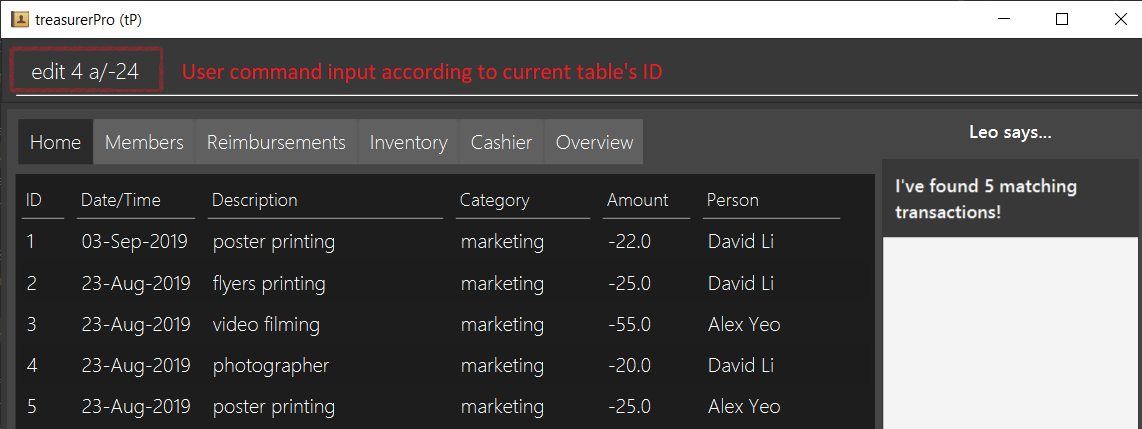 treasurerPro (tP)
edit 4 a/-24 User command input according to current table's ID
Home Members Reimbursements Inventory Cashier Overview
Leo says...
I've found 5 matching
transactions!
ID Date/Time Description Category Amount Person
1 03-Sep-2019 poster printing marketing -22.0 David Li
2 23-Aug-2019 flyers printing marketing -25.0 David Li
3 23-Aug-2019 video filming marketing -55.0 Alex Yeo
4 23-Aug-2019 photographer marketing -20.0 David Li
5 23-Aug-2019 poster printing marketing -25.0 Alex Yeo